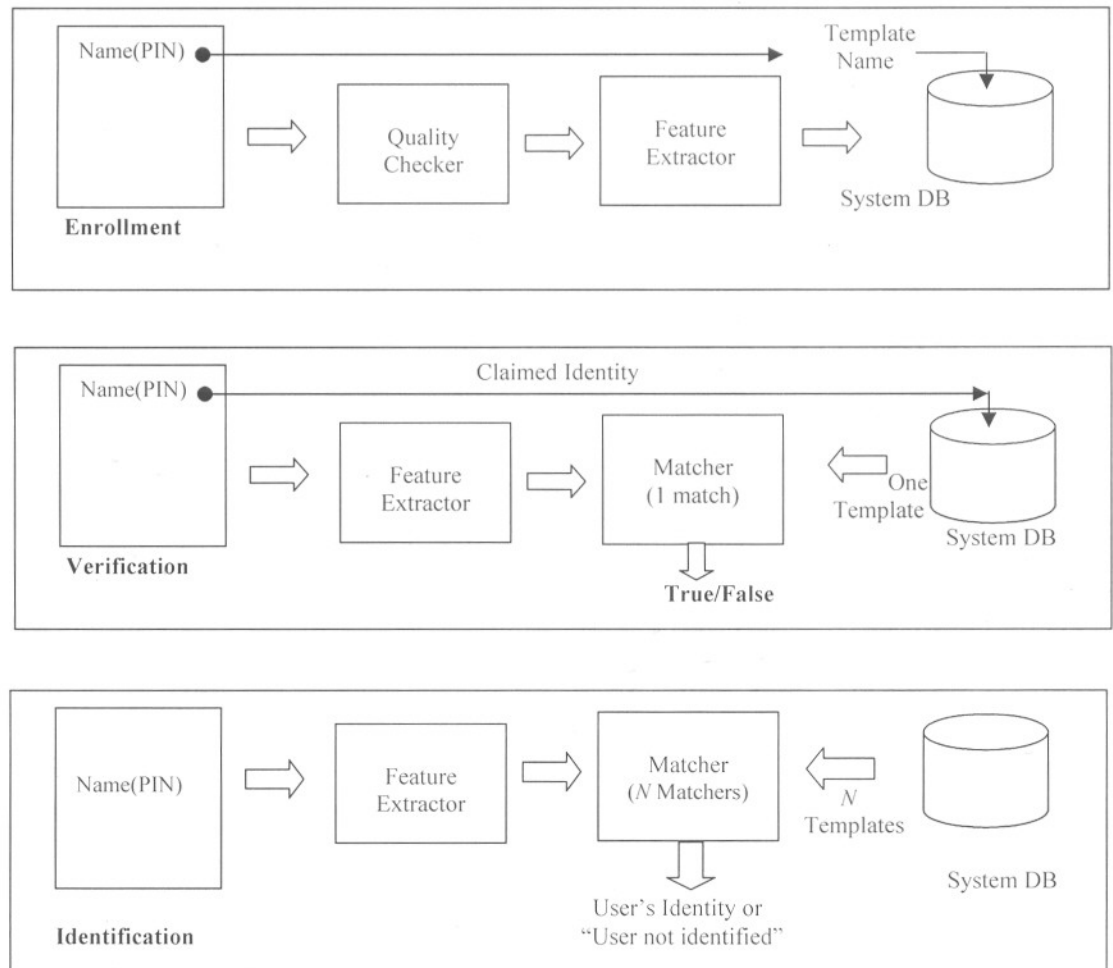 Name(PIN)
Template
Name
Quality
Checker
Feature
Extractor
System DB
Enrollment
Name(PIN)
Claimed Identity
Feature
Extractor
Matcher
(1 match)
One
Template
System DB
Verification
True/False
Name(PIN)
Feature
Extractor
Matcher
(N Matchers)
N
Templates
System DB
User's Identity or
“User not identified”
Identification